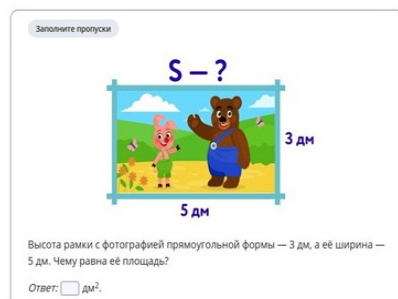 Заполните пропуски
S – ?
3 дм
5 дм
Высота рамки с фотографией прямоугольной формы — 3 дм, а её ширина —
5 дм. Чему равна её площадь?
Ответ: дм².